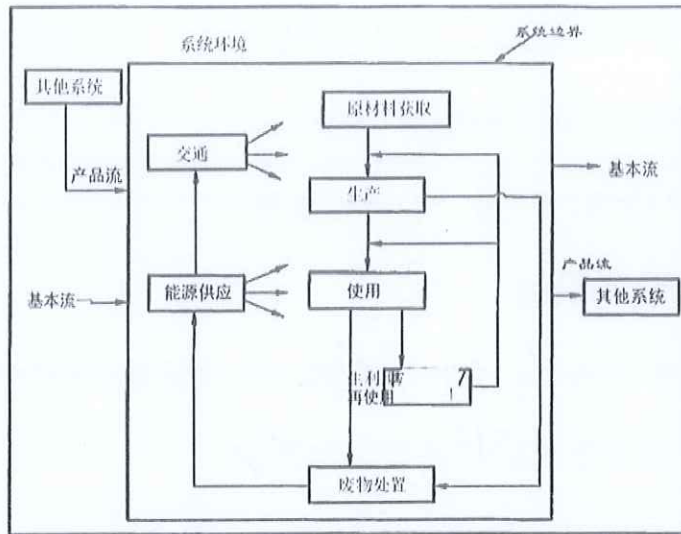 系统环境
系统边界
其他系统
原材料获取
交通
产品流
基本流
生产
产品流
基本流
能源供应
使用
其他系统
再使用
废物处置